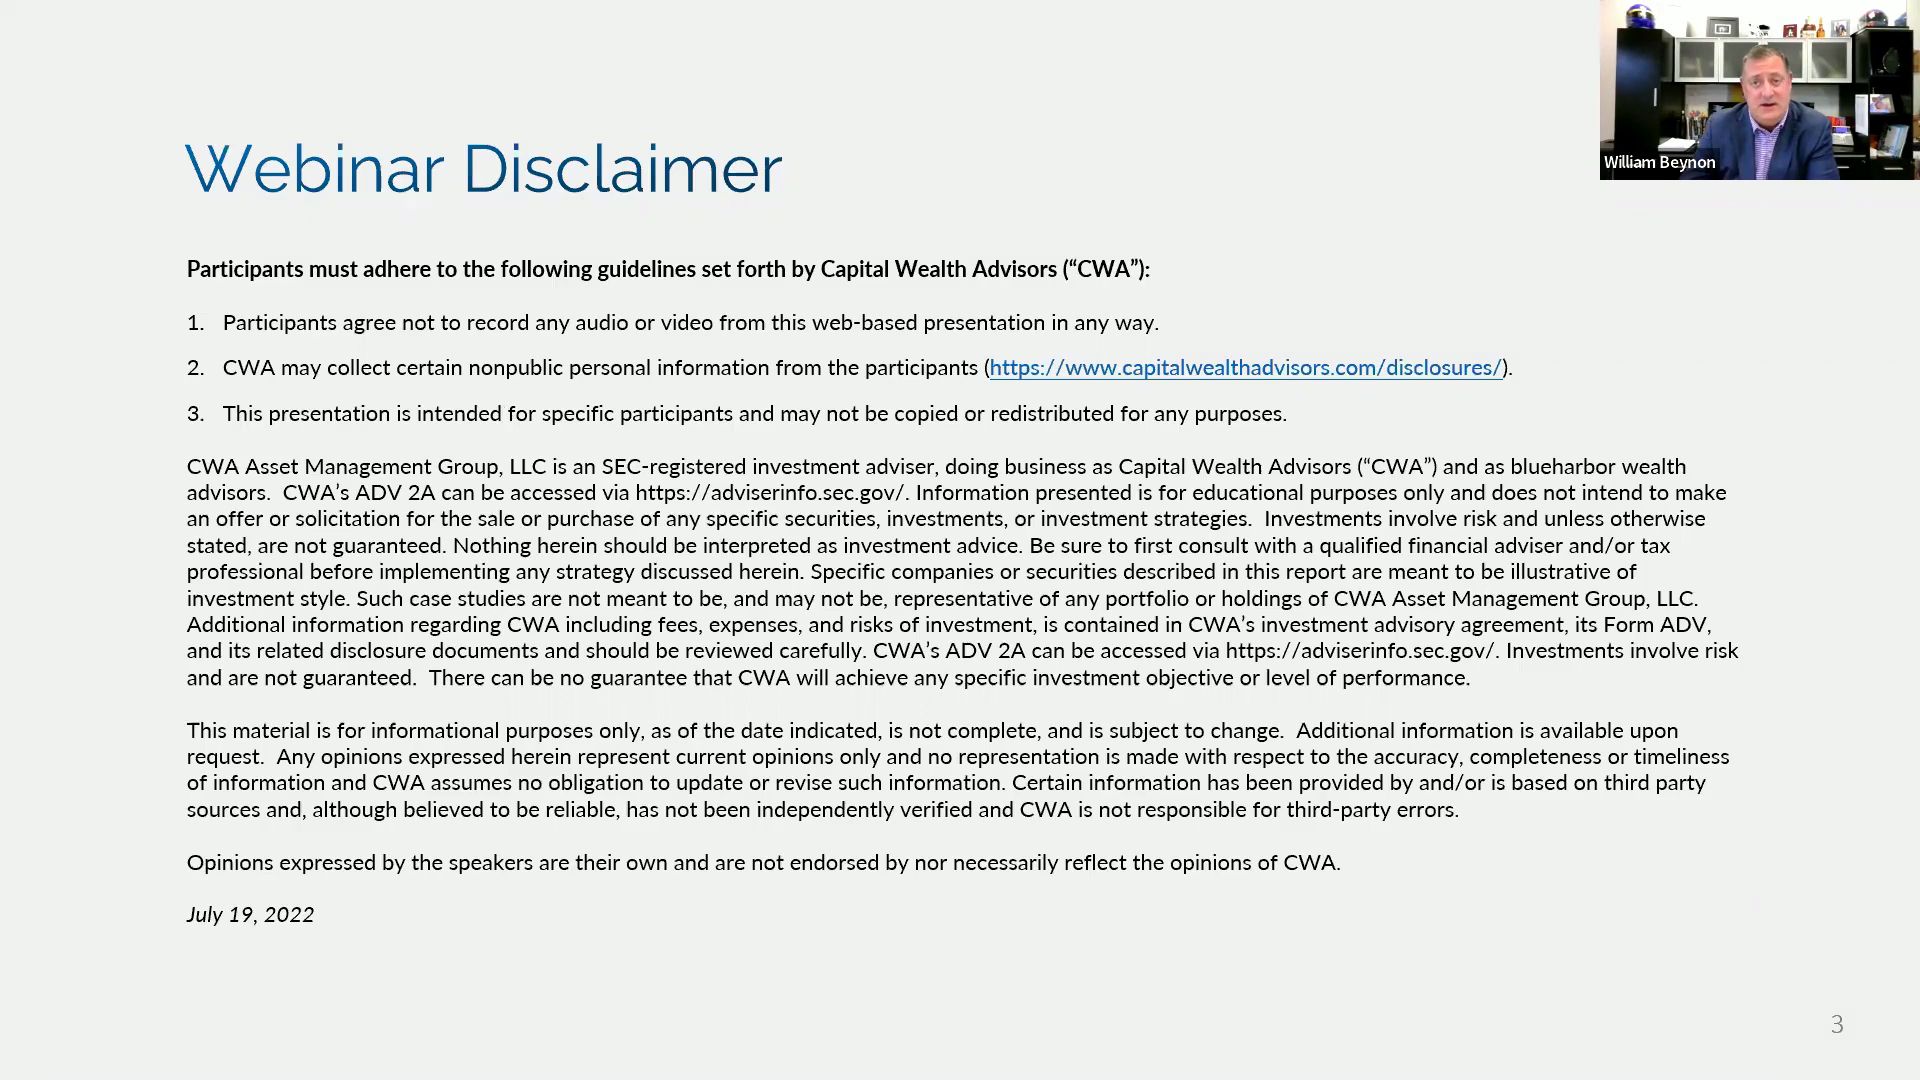 William Beynon
Webinar Disclaimer
Participants must adhere to the following guidelines set forth by Capital Wealth Advisors (“CWA”):
1. Participants agree not to record any audio or video from this web-based presentation in any way.
2. CWA may collect certain nonpublic personal information from the participants (https://www.capitalwealthadvisors.com/disclosures/).
3. This presentation is intended for specific participants and may not be copied or redistributed for any purposes.
CWA Asset Management Group, LLC is an SEC-registered investment adviser, doing business as Capital Wealth Advisors (“CWA”) and as blueharbor wealth
advisors.  CWA’s ADV 2A can be accessed via https://adviserinfo.sec.gov/. Information presented is for educational purposes only and does not intend to make
an offer or solicitation for the sale or purchase of any specific securities, investments, or investment strategies.  Investments involve risk and unless otherwise
stated, are not guaranteed. Nothing herein should be interpreted as investment advice. Be sure to first consult with a qualified financial adviser and/or tax
professional before implementing any strategy discussed herein. Specific companies or securities described in this report are meant to be illustrative of
investment style. Such case studies are not meant to be, and may not be, representative of any portfolio or holdings of CWA Asset Management Group, LLC.
Additional information regarding CWA including fees, expenses, and risks of investment, is contained in CWA’s investment advisory agreement, its Form ADV,
and its related disclosure documents and should be reviewed carefully. CWA’s ADV 2A can be accessed via https://adviserinfo.sec.gov/. Investments involve risk
and are not guaranteed.  There can be no guarantee that CWA will achieve any specific investment objective or level of performance.
This material is for informational purposes only, as of the date indicated, is not complete, and is subject to change.  Additional information is available upon
request.  Any opinions expressed herein represent current opinions only and no representation is made with respect to the accuracy, completeness or timeliness
of information and CWA assumes no obligation to update or revise such information. Certain information has been provided by and/or is based on third party
sources and, although believed to be reliable, has not been independently verified and CWA is not responsible for third-party errors.
Opinions expressed by the speakers are their own and are not endorsed by nor necessarily reflect the opinions of CWA.
July 19, 2022
3